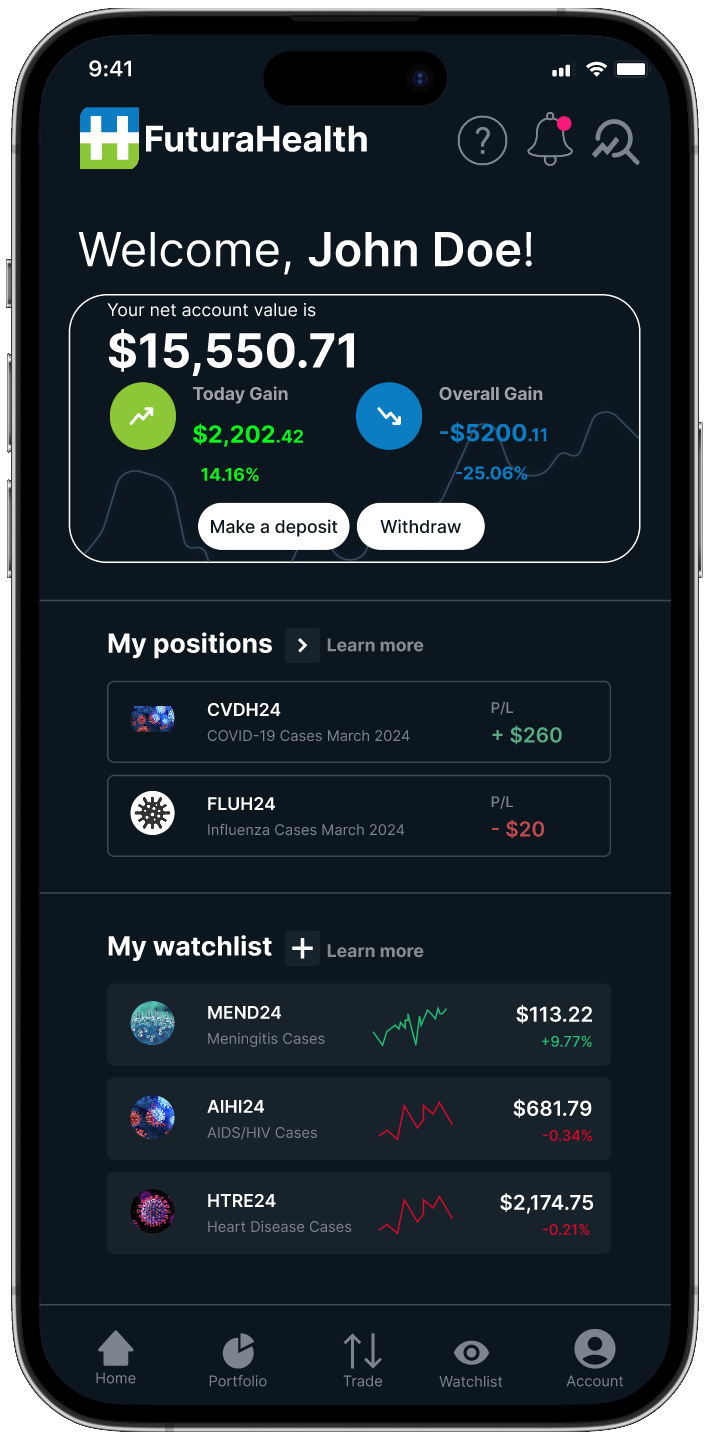 9:41
FuturaHealth
?
Welcome, John Doe!
Your net account value is
$15,550.71
Today Gain
$2,202.42
14.16%
Overall Gain
-$5200.11
-25.06%
Make a deposit
Withdraw
My positions
Learn more
CVDH24
COVID-19 Cases March 2024
P/L
+ $260
FLUH24
Influenza Cases March 2024
P/L
- $20
My watchlist
Learn more
MEND24
Meningitis Cases
$113.22
+9.77%
AIHI24
AIDS/HIV Cases
$681.79
-0.34%
HTRE24
Heart Disease Cases
$2,174.75
-0.21%
Home
Portfolio
Trade
Watchlist
Account